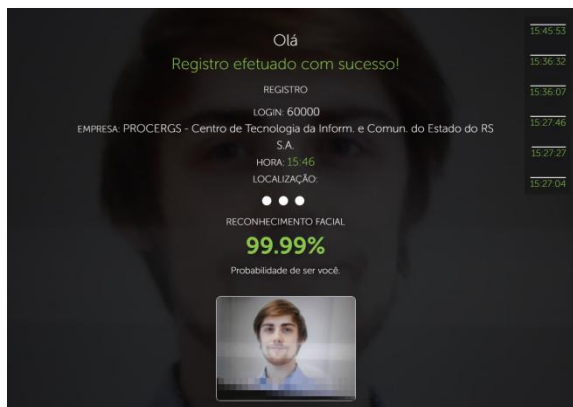 Olá
Registro efetuado com sucesso!
REGISTRO
LOGIN: 60000
EMPRESA: PROCERGS - Centro de Tecnologia da Inform. e Comun. do Estado do RS
S.A.
HORA: 15:46
LOCALIZAÇÃO:
RECONHECIMENTO FACIAL
99.99%
Probabilidade de ser você.
15:45:53
15:36:32
15:36:07
15:27:46
15:27:27
15:27:04